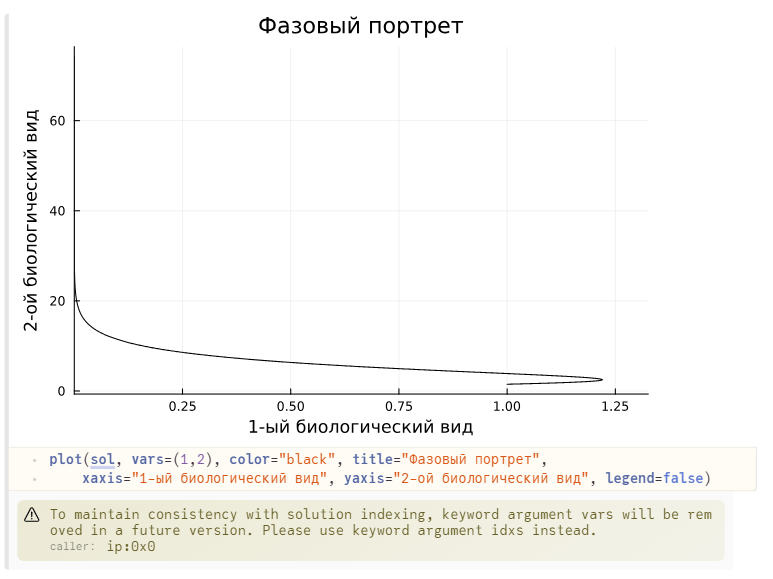 Фазовый портрет
2-ой биологический вид
60
40
20
0
0.25 0.50 0.75 1.00 1.25
1-ый биологический вид
plot(sol, vars=(1,2), color="black", title="Фазовый портрет",
xaxis="1-ый биологический вид", yaxis="2-ой биологический вид", legend=false)
To maintain consistency with solution indexing, keyword argument vars will be rem
oved in a future version. Please use keyword argument idxs instead.
caller: ip:0x0